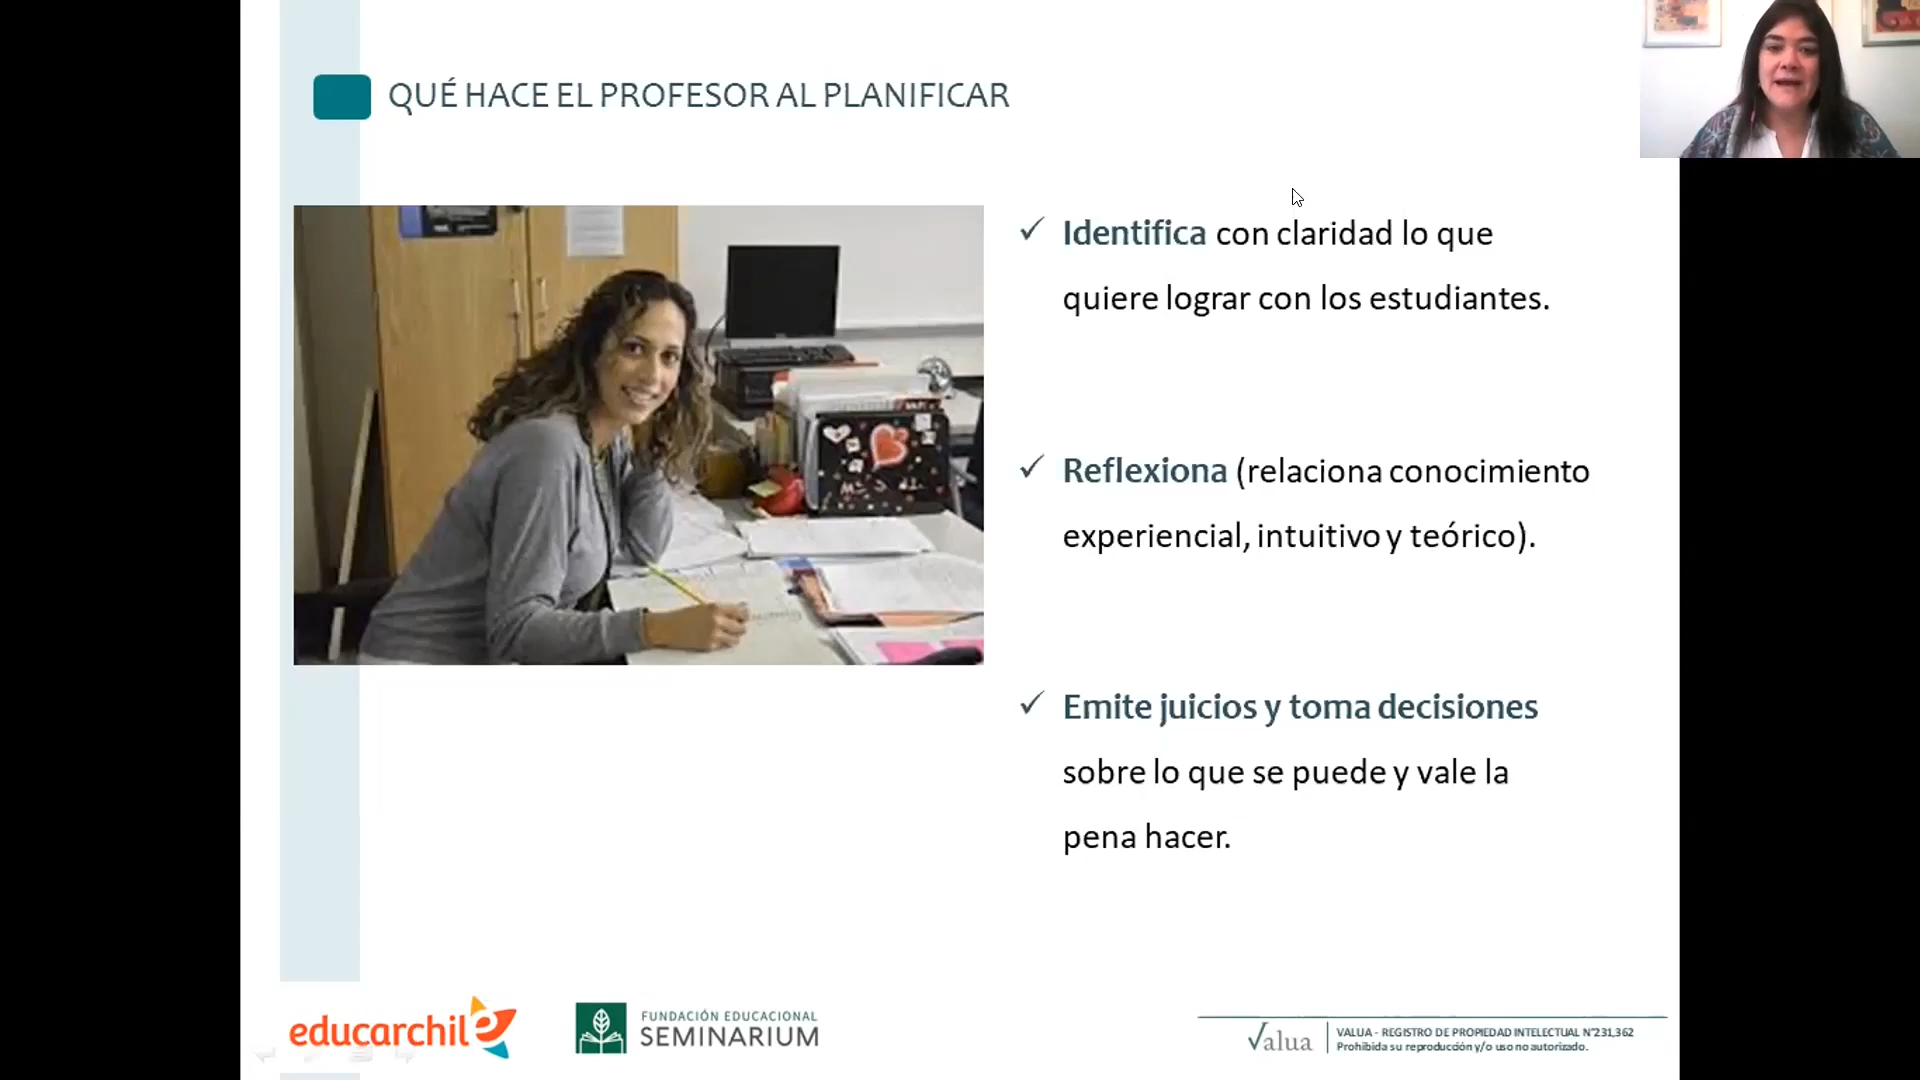 QUÉ HACE EL PROFESOR AL PLANIFICAR
✓ Identifica con claridad lo que
quiere lograr con los estudiantes.
✓ Reflexiona (relaciona conocimiento
experiencial, intuitivo y teórico).
✓ Emite juicios y toma decisiones
sobre lo que se puede y vale la
pena hacer.
educarchile
FUNDACIÓN EDUCACIONAL
SEMINARIUM
Valua
VALUA - REGISTRO DE PROPIEDAD INTELECTUAL N°231,362
Prohibida su reproducción y/o uso no autorizado.